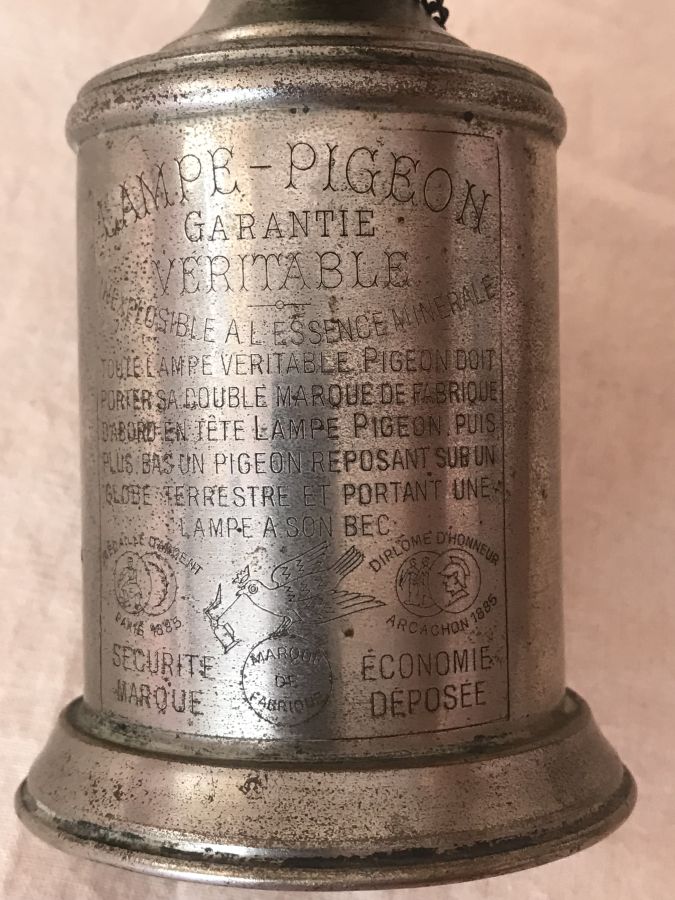 LAMPE-PIGEON
GARANTIE
VERITABLE
INEXPLOSIBLE A L'ESSENCE MINERALE
TOUTE LAMPE VÉRITABLE PIGEON DOIT
PORTER SA DOUBLE MARQUE DE FABRIQUE
D'ABORD EN TÊTE LAMPE PIGEON, PUIS
PLUS BAS UN PIGEON REPOSANT SUR UN
GLOBE TERRESTRE ET PORTANT UNE
LAMPE A SON BEC
MÉDAILLE D'ARGENT
PARIS 1885
DIPLÔME D'HONNEUR
ARCACHON 1885
MARQUE
DE
FABRIQUE
SÉCURITÉ
ÉCONOMIE
MARQUE
DÉPOSÉE